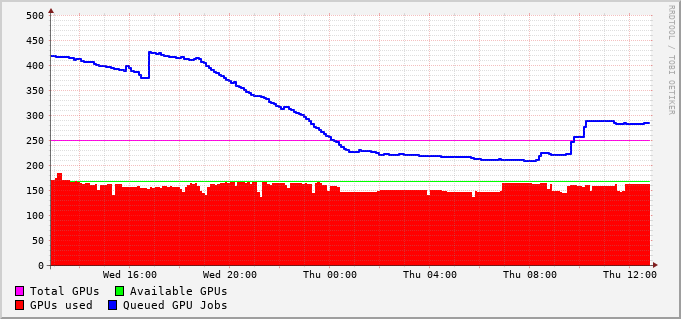 500
450
400
350
300
250
200
150
100
50
0
Wed 16:00 Wed 20:00 Thu 00:00 Thu 04:00 Thu 08:00 Thu 12:00
Total GPUs Available GPUs
GPUs used Queued GPU Jobs
RRDTOOL / TOBI OETIKER